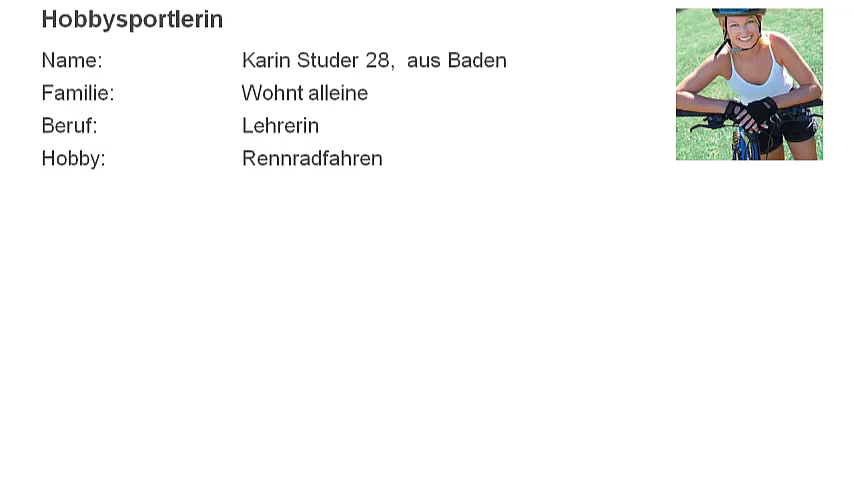 Hobbysportlerin
Name: Karin Studer 28, aus Baden
Familie: Wohnt alleine
Beruf: Lehrerin
Hobby: Rennradfahren